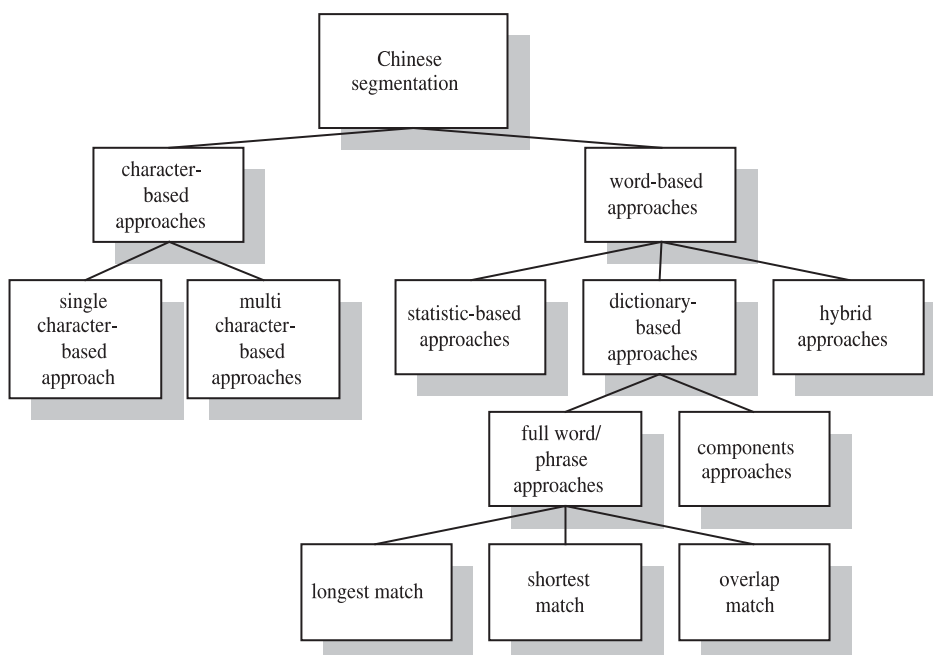 Chinese
segmentation
character-
based
approaches
word-based
approaches
single
character-
based
approach
multi
character-
based
approaches
statistic-based
approaches
dictionary-
based
approaches
hybrid
approaches
full word/
phrase
approaches
components
approaches
longest match
shortest
match
overlap
match